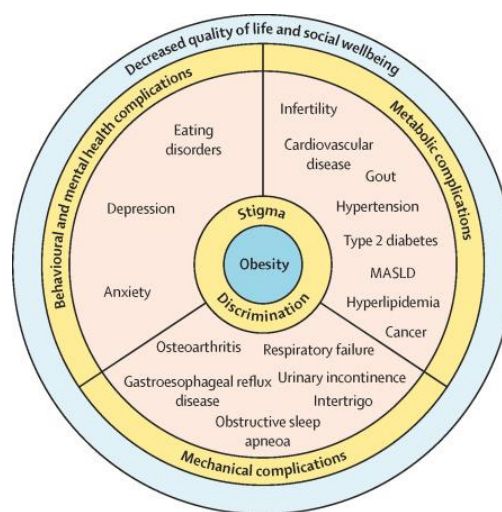 Decreased quality of life and social wellbeing
Behavioural and mental health complications
Metabolic complications
Eating
disorders
Depression
Anxiety
Infertility
Cardiovascular
disease
Gout
Hypertension
Type 2 diabetes
MASLD
Hyperlipidemia
Cancer
Stigma
Obesity
Discrimination
Osteoarthritis
Respiratory failure
Gastroesophageal reflux
disease
Urinary incontinence
Intertrigo
Obstructive sleep
apnoea
Mechanical complications